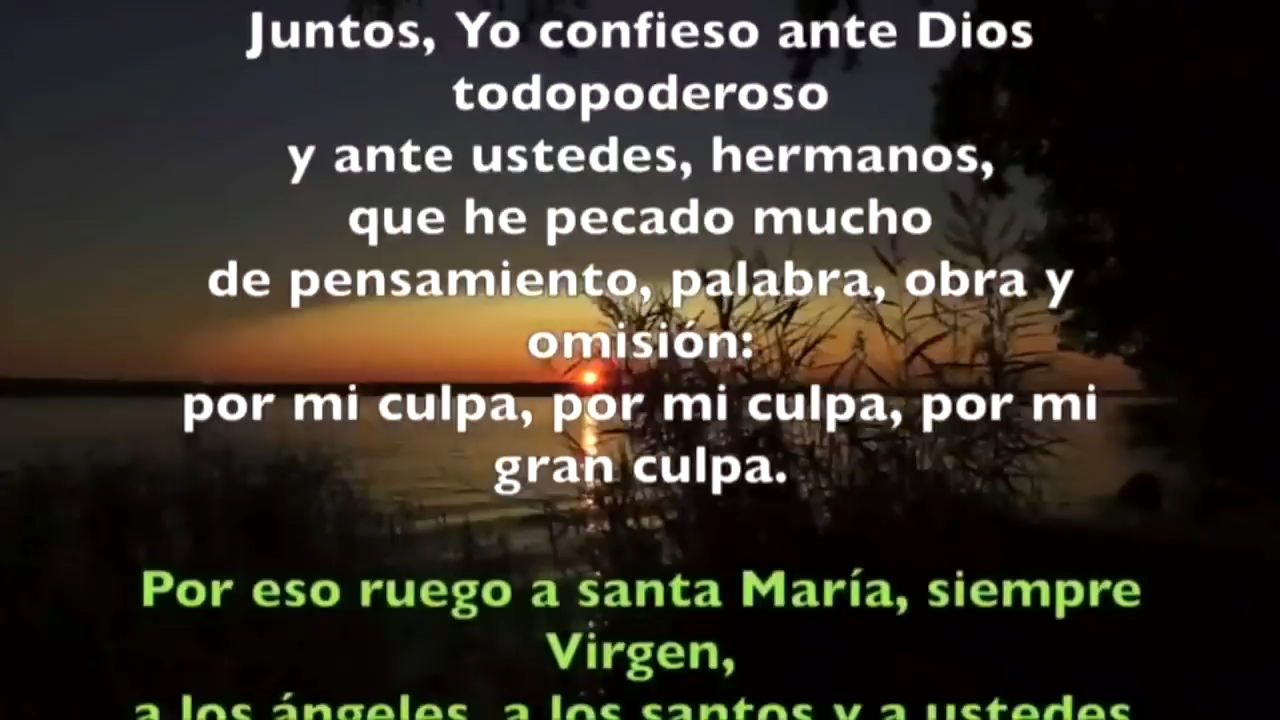 Juntos, Yo confieso ante Dios
todopoderoso
y ante ustedes, hermanos,
que he pecado mucho
de pensamiento, palabra, obra y
omisión:
por mi culpa, por mi culpa, por mi
gran culpa.
Por eso ruego a santa María, siempre
Virgen,
a los ángeles, a los santos y a ustedes